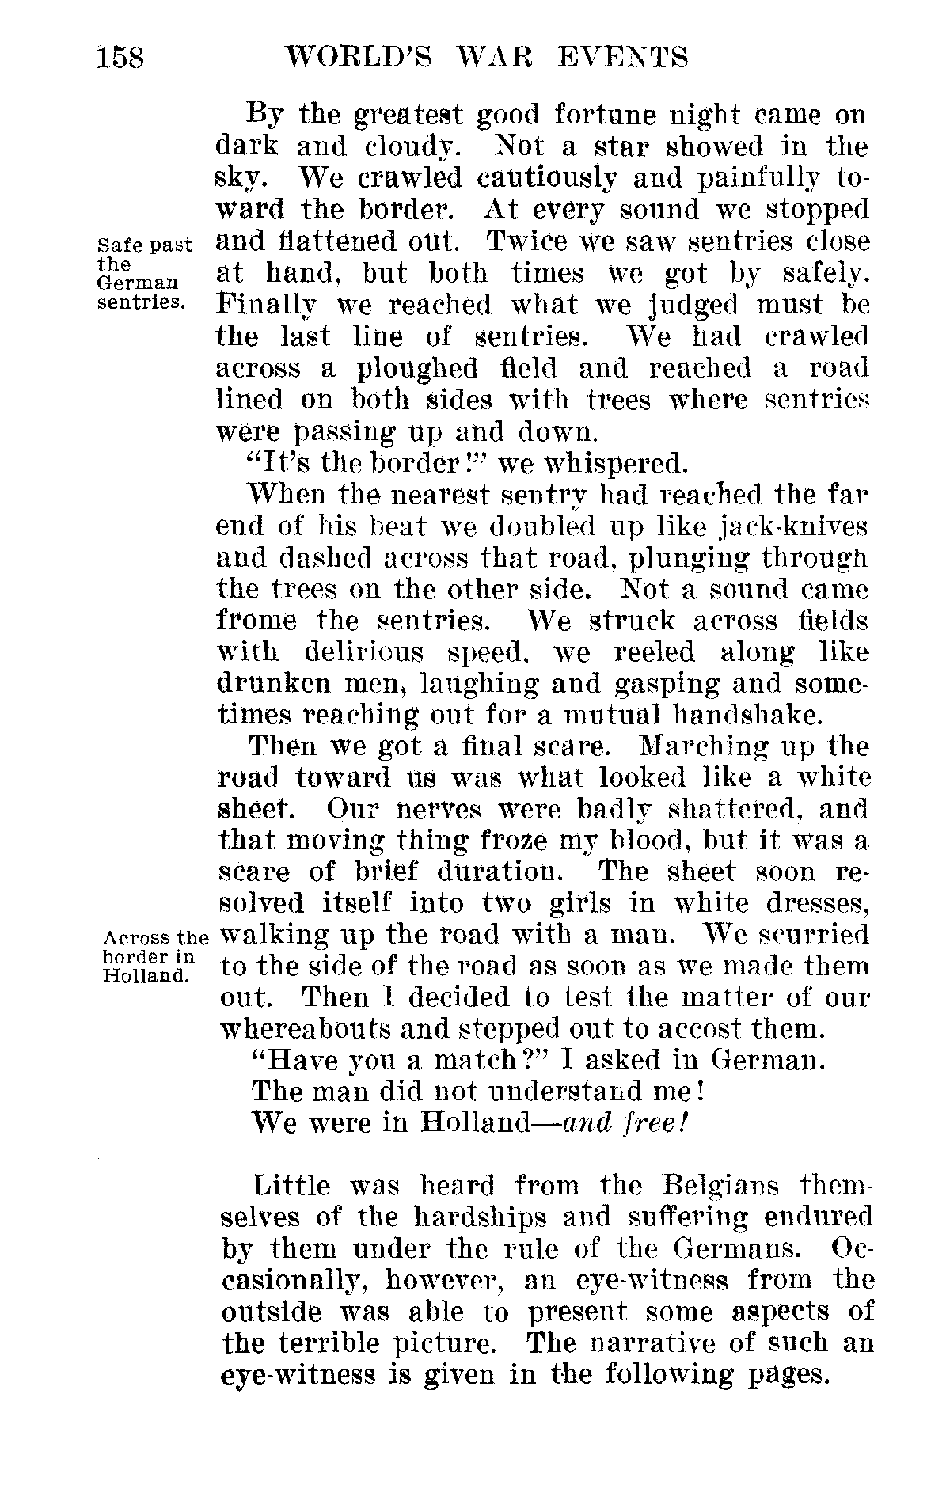 158 WORLD'S WAR EVENTS
By the greatest good fortune night came on
dark and cloudy. Not a star showed in the
sky. We crawled cautiously and painfully to-
ward the border. At every sound we stopped
Safe past
the
German
sentries.
and flattened out. Twice we saw sentries close
at hand, but both times we got by safely.
Finally we reached what we judged must be
the last line of sentries. We had crawled
across a ploughed field and reached a road
lined on both sides with trees where sentries
were passing up and down.
"It's the border!" we whispered.
When the nearest sentry had reached the far
end of his beat we doubled up like jack-knives
and dashed across that road, plunging through
the trees on the other side. Not a sound came
frome the sentries. We struck across fields
with delirious speed, we reeled along like
drunken men, laughing and gasping and some-
times reaching out for a mutual handshake.
Then we got a final scare. Marching up the
road toward us was what looked like a white
sheet. Our nerves were badly shattered, and
that moving thing froze my blood, but it was a
scare of brief duration. The sheet soon re-
solved itself into two girls in white dresses,
Across the
border in
Holland.
walking up the road with a man. We scurried
to the side of the road as soon as we made them
out. Then I decided to test the matter of our
whereabouts and stepped out to accost them.
"Have you a match?" I asked in German.
The man did not understand me!
We were in Holland—and free!
Little was heard from the Belgians them-
selves of the hardships and suffering endured
by them under the rule of the Germans. Oc-
casionally, however, an eye-witness from the
outside was able to present some aspects of
the terrible picture. The narrative of such an
eye-witness is given in the following pages.